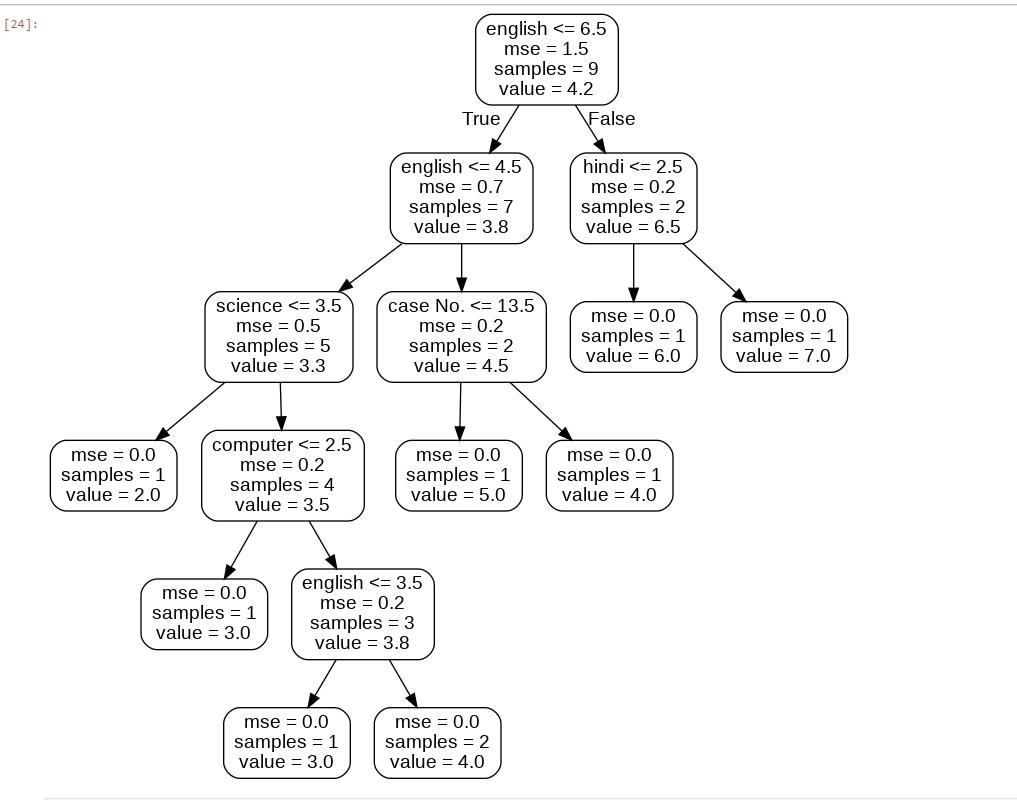 [24]:
english <= 6.5
mse = 1.5
samples = 9
value = 4.2
True
False
english <= 4.5
mse = 0.7
samples = 7
value = 3.8
hindi <= 2.5
mse = 0.2
samples = 2
value = 6.5
science <= 3.5
mse = 0.5
samples = 5
value = 3.3
case No. <= 13.5
mse = 0.2
samples = 2
value = 4.5
mse = 0.0
samples = 1
value = 6.0
mse = 0.0
samples = 1
value = 7.0
mse = 0.0
samples = 1
value = 2.0
computer <= 2.5
mse = 0.2
samples = 4
value = 3.5
mse = 0.0
samples = 1
value = 5.0
mse = 0.0
samples = 1
value = 4.0
mse = 0.0
samples = 1
value = 3.0
english <= 3.5
mse = 0.2
samples = 3
value = 3.8
mse = 0.0
samples = 1
value = 3.0
mse = 0.0
samples = 2
value = 4.0